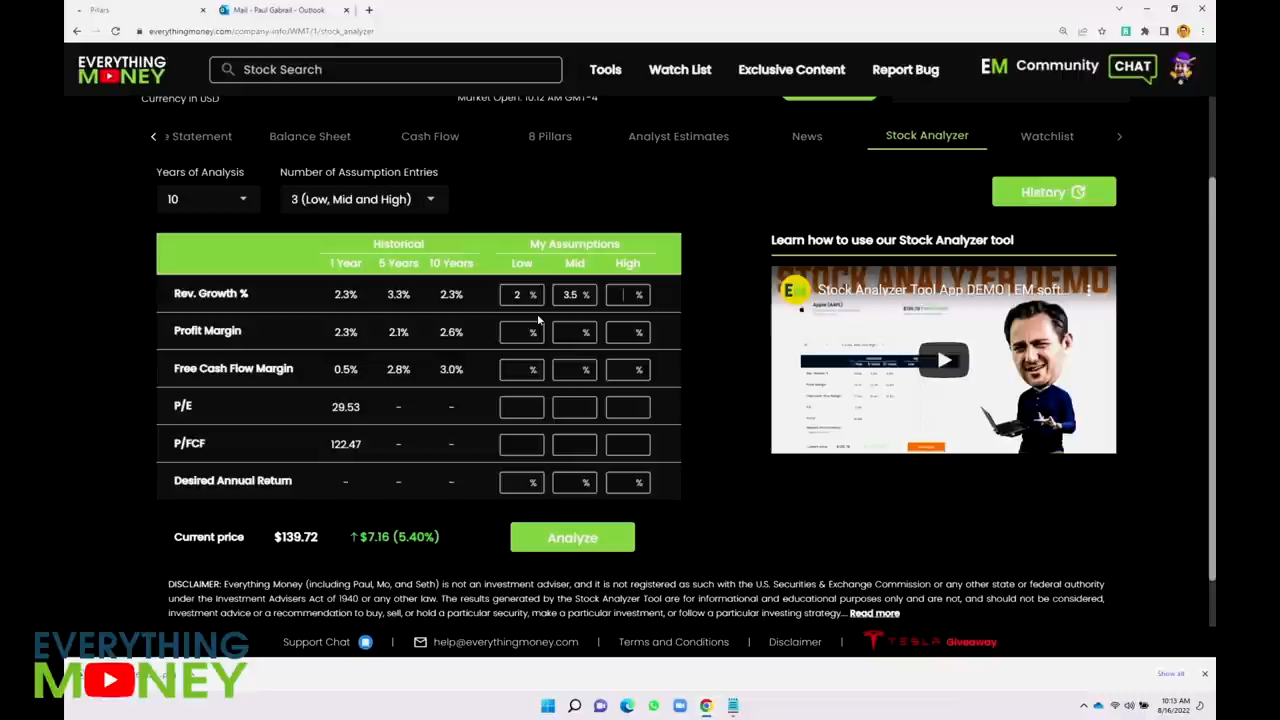 Pillars
Mail - Paul Gabrail - Outlook
everythingmoney.com/company-info/WMT/1/stock_analyzer
EVERYTHING
MONEY
Stock Search
Tools
Watch List
Exclusive Content
Report Bug
EM Community
CHAT
Currency in USD
Market Open: 10:12 AM GMT-4
e Statement
Balance Sheet
Cash Flow
8 Pillars
Analyst Estimates
News
Stock Analyzer
Watchlist
Years of Analysis
Number of Assumption Entries
10
3 (Low, Mid and High)
History
Historical
My Assumptions
1 Year 5 Years 10 Years Low Mid High
Rev. Growth % 2.3% 3.3% 2.3% 2 % 3.5 % %
Profit Margin 2.3% 2.1% 2.6% % % %
Free Cash Flow Margin 0.5% 2.8% % % %
P/E 29.53 - -
P/FCF 122.47 - -
Desired Annual Return - - - % % %
Current price $139.72 ↑$7.16 (5.40%)
Analyze
Learn how to use our Stock Analyzer tool
STOCK ANALYZER DEMO
EM
Stock Analyzer Tool App DEMO | EM soft...
DISCLAIMER: Everything Money (including Paul, Mo, and Seth) is not an investment adviser, and it is not registered as such with the U.S. Securities & Exchange Commission or any other state or federal authority
under the Investment Advisers Act of 1940 or any other law. The results generated by the Stock Analyzer Tool are for informational and educational purposes only and are not, and should not be considered,
investment advice or a recommendation to buy, sell, or hold a particular security, make a particular investment, or follow a particular investing strategy.... Read more
Support Chat
help@everythingmoney.com
Terms and Conditions
Disclaimer
TESLA Giveaway
EVERYTHING
MONEY
Show all
10:13 AM
8/16/2022